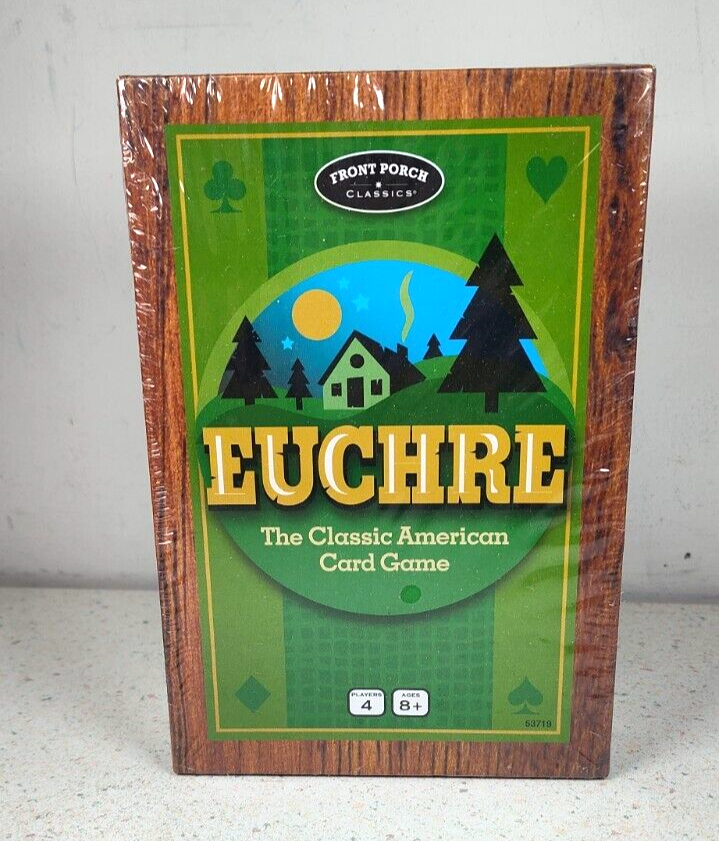 FRONT PORCH
CLASSICS®
EUCHRE
The Classic American
Card Game
PLAYERS
4
AGES
8+
53719